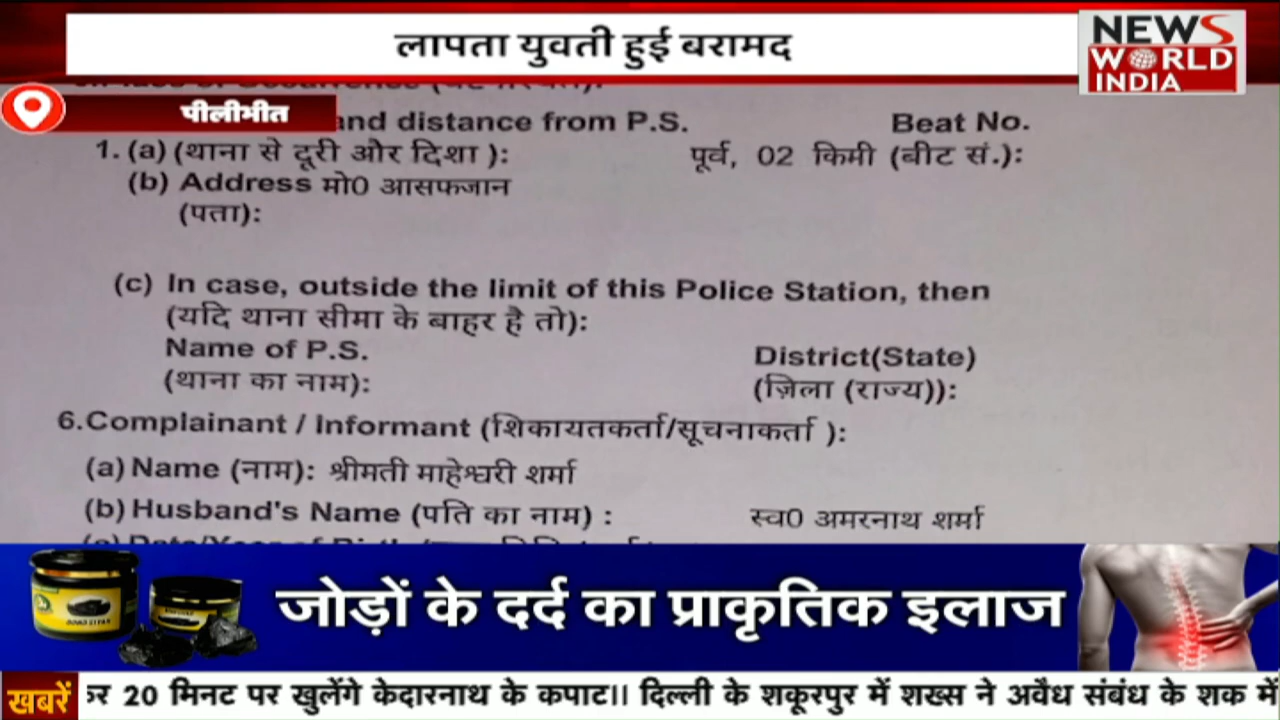 लापता युवती हुई बरामद
NEWS
WORLD
INDIA
पीलीभीत
and distance from P.S. Beat No.
1. (a) (थाना से दूरी और दिशा ): पूर्व, 02 किमी (बीट सं.):
(b) Address मो0 आसफजान
(पता):
(c) In case, outside the limit of this Police Station, then
(यदि थाना सीमा के बाहर है तो):
Name of P.S. District(State)
(थाना का नाम): (ज़िला (राज्य)):
6.Complainant / Informant (शिकायतकर्ता/सूचनाकर्ता ):
(a) Name (नाम): श्रीमती माहेश्वरी शर्मा
(b) Husband's Name (पति का नाम) : स्व0 अमरनाथ शर्मा
जोड़ों के दर्द का प्राकृतिक इलाज
खबरें
20 मिनट पर खुलेंगे केदारनाथ के कपाट।। दिल्ली के शकूरपुर में शख्स ने अवैध संबंध के शक में